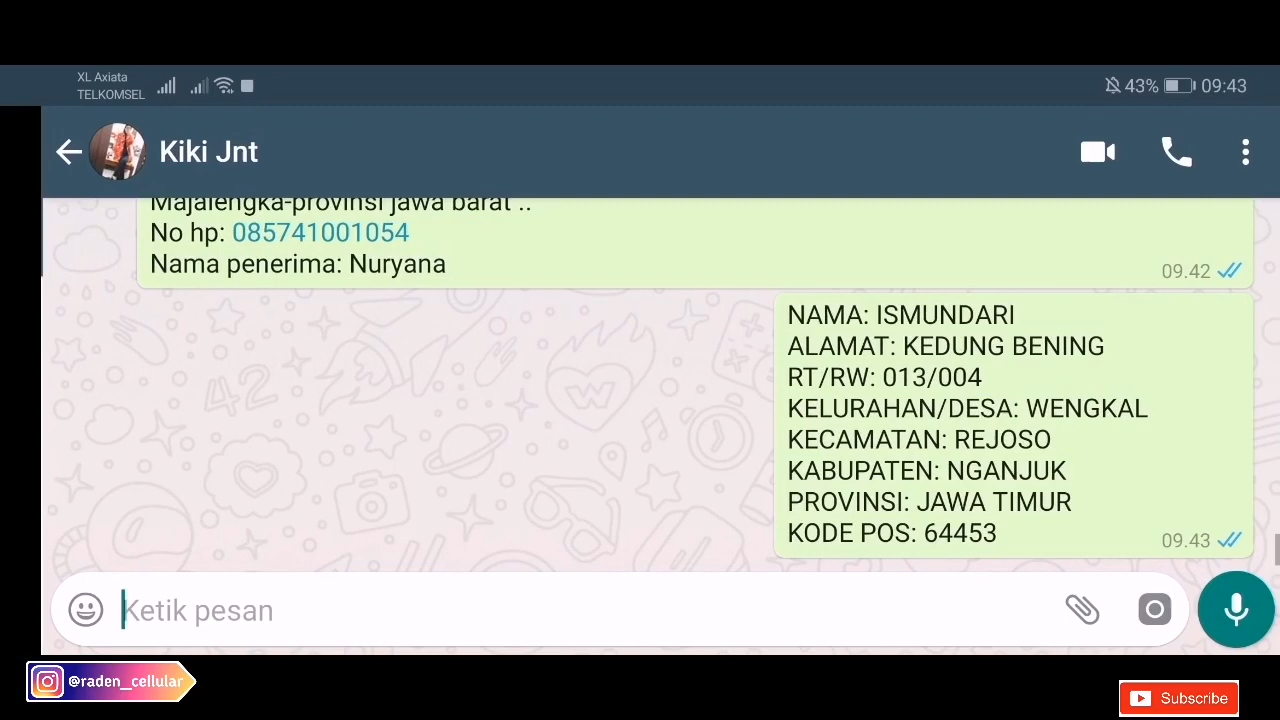 XL Axiata
TELKOMSEL
43% 09:43
Kiki Jnt
Majalengka-provinsi jawa barat ..
No hp: 085741001054
Nama penerima: Nuryana
09.42
NAMA: ISMUNDARI
ALAMAT: KEDUNG BENING
RT/RW: 013/004
KELURAHAN/DESA: WENGKAL
KECAMATAN: REJOSO
KABUPATEN: NGANJUK
PROVINSI: JAWA TIMUR
KODE POS: 64453
09.43
Ketik pesan
@raden_cellular
Subscribe